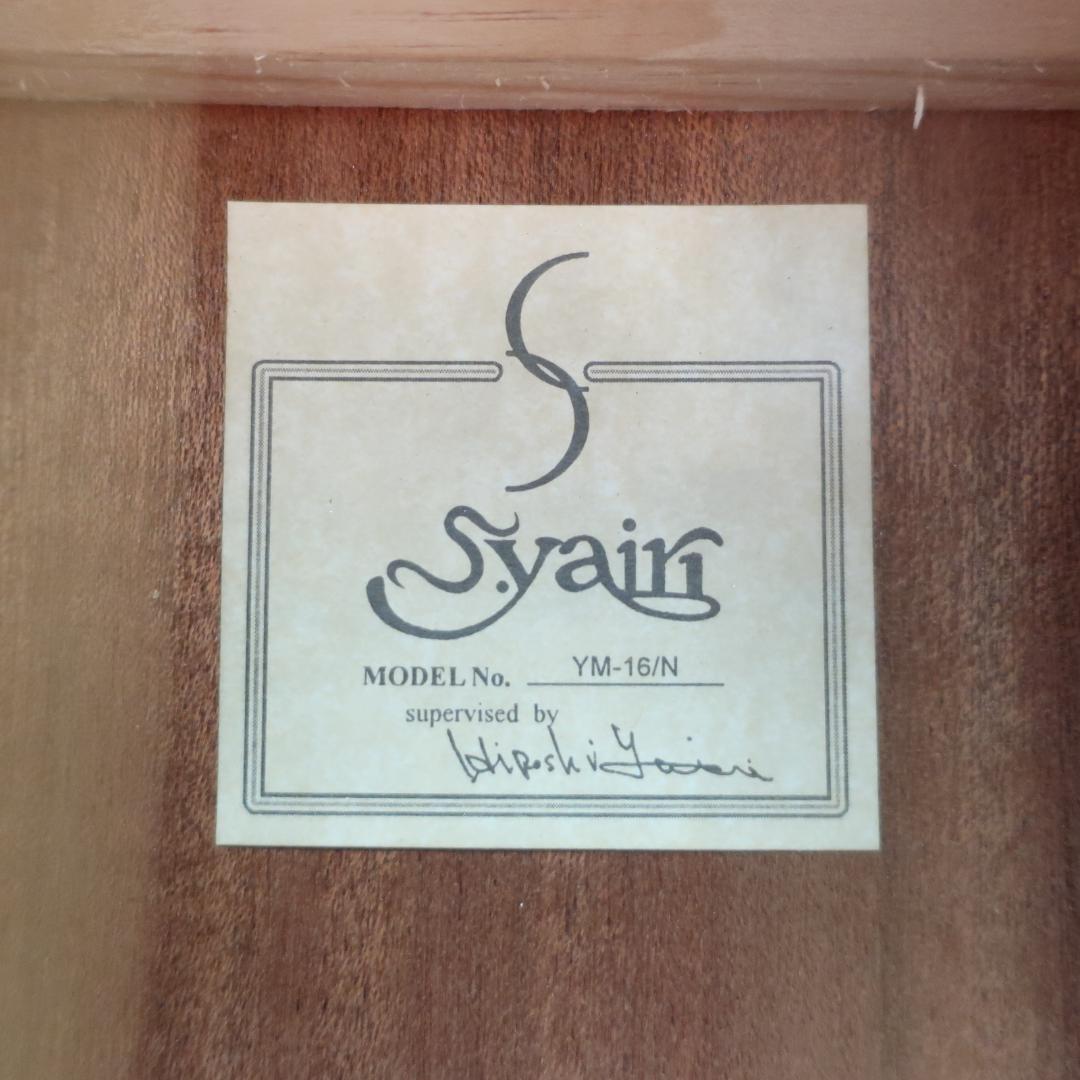 S
S.yairi
MODEL No. YM-16/N
supervised by
Hiroshi Yairi